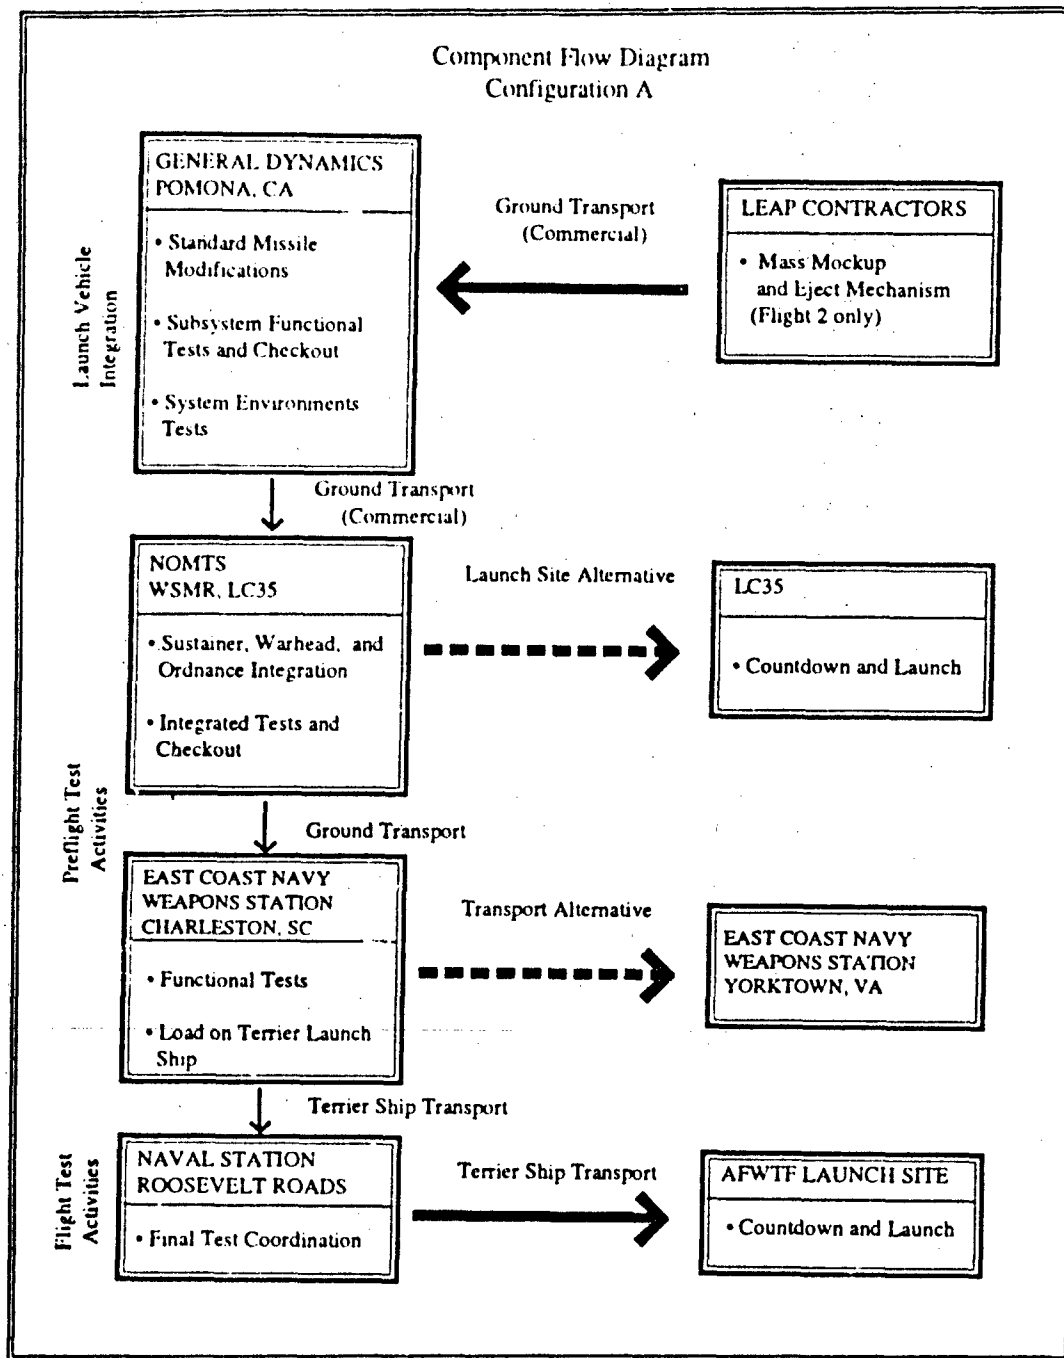 Component Flow Diagram
Configuration A
GENERAL DYNAMICS
POMONA, CA
• Standard Missile
Modifications
• Subsystem Functional
Tests and Checkout
• System Environments
Tests
Ground Transport
(Commercial)
LEAP CONTRACTORS
• Mass Mockup
and Eject Mechanism
(Flight 2 only)
Launch Vehicle
Integration
Ground Transport
(Commercial)
NOMTS
WSMR, LC35
• Sustainer, Warhead, and
Ordnance Integration
• Integrated Tests and
Checkout
Launch Site Alternative
LC35
• Countdown and Launch
Preflight Test
Activities
Ground Transport
EAST COAST NAVY
WEAPONS STATION
CHARLESTON, SC
• Functional Tests
• Load on Terrier Launch
Ship
Transport Alternative
EAST COAST NAVY
WEAPONS STATION
YORKTOWN, VA
Terrier Ship Transport
Flight Test
Activities
NAVAL STATION
ROOSEVELT ROADS
• Final Test Coordination
Terrier Ship Transport
AFWTF LAUNCH SITE
• Countdown and Launch